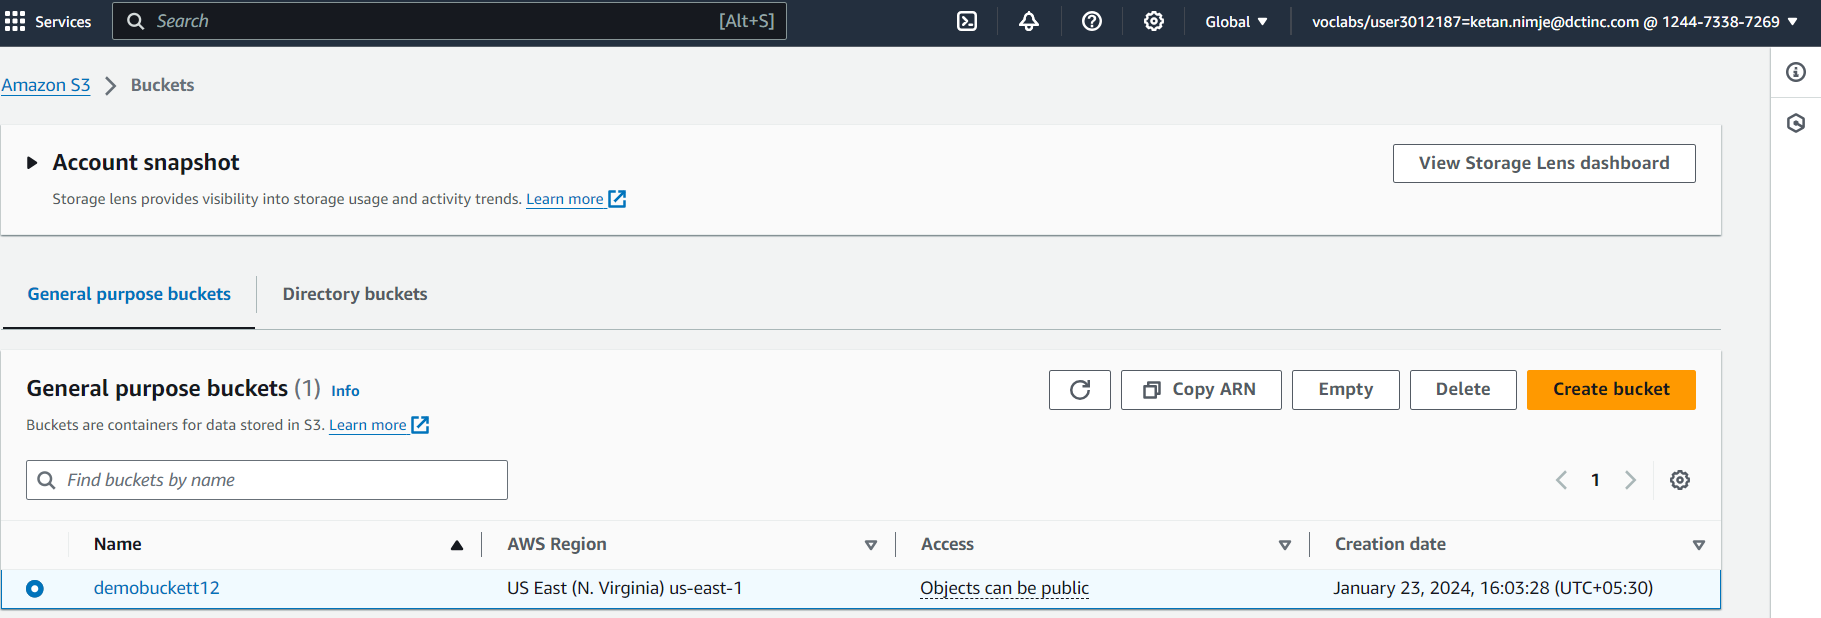 Services
Search [Alt+S]
Global
voclabs/user3012187=ketan.nimje@dctinc.com @ 1244-7338-7269
Amazon S3 Buckets
Account snapshot
View Storage Lens dashboard
Storage lens provides visibility into storage usage and activity trends. Learn more
General purpose buckets
Directory buckets
General purpose buckets (1) Info
Copy ARN
Empty
Delete
Create bucket
Buckets are containers for data stored in S3. Learn more
Find buckets by name
1
Name AWS Region Access Creation date
demobuckett12 US East (N. Virginia) us-east-1 Objects can be public January 23, 2024, 16:03:28 (UTC+05:30)